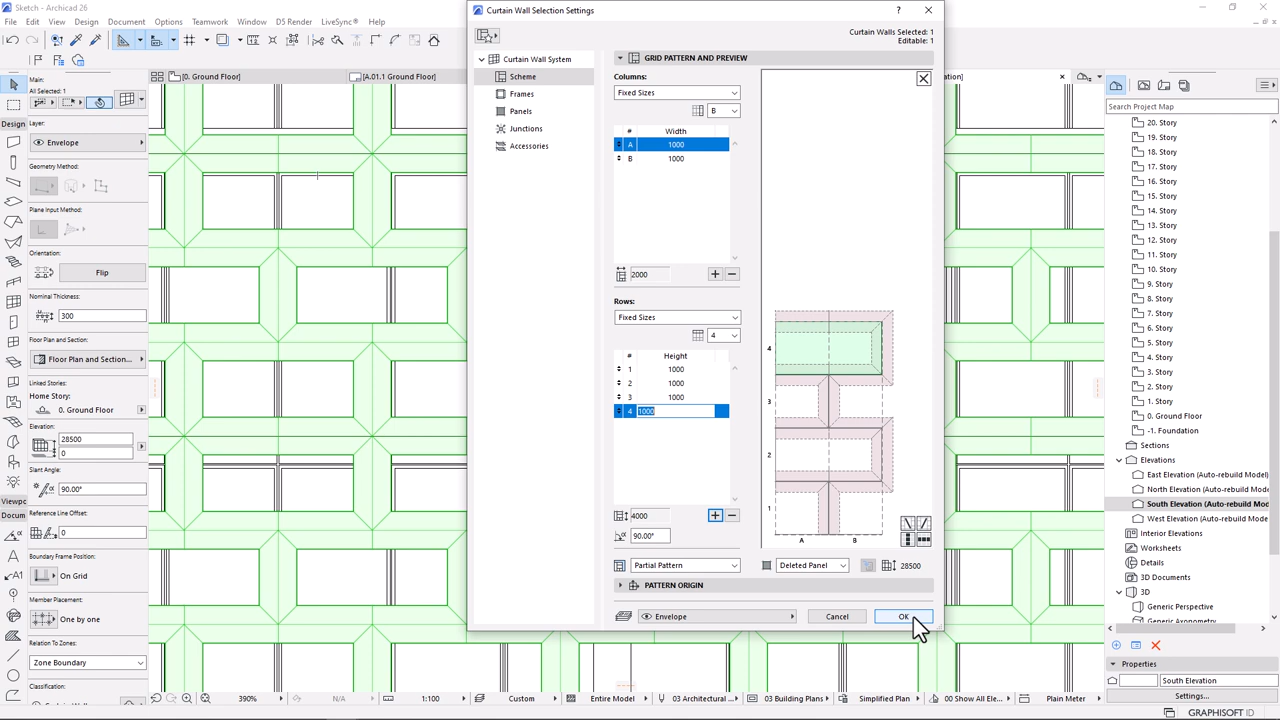 Sketch - Archicad 26
File Edit View Design Document Options Teamwork Window D5 Render LiveSync® Help
Main:
All Selected: 1
Layer:
Envelope
Geometry Method:
Plane Input Method:
Orientation:
Flip
Nominal Thickness:
300
Floor Plan and Section:
Floor Plan and Section...
Linked Stories:
Home Story:
0. Ground Floor
Elevation:
28500
0
Slant Angle:
90.00°
Reference Line Offset:
0
Boundary Frame Position:
On Grid
Member Placement:
One by one
Relation To Zones:
Zone Boundary
Classification:
Design
Viewpc
Docum
[0. Ground Floor]
[A.01.1 Ground Floor]
Curtain Wall Selection Settings
?
Curtain Walls Selected: 1
Editable: 1
Curtain Wall System
Scheme
Frames
Panels
Junctions
Accessories
GRID PATTERN AND PREVIEW
Columns:
Fixed Sizes
B
# Width
A 1000
B 1000
2000
Rows:
Fixed Sizes
4
# Height
1 1000
2 1000
3 1000
4 1000
4000
90.00°
Partial Pattern
4
3
2
1
A B
Deleted Panel
28500
PATTERN ORIGIN
Envelope
Cancel
OK
Search Project Map
20. Story
19. Story
18. Story
17. Story
16. Story
15. Story
14. Story
13. Story
12. Story
11. Story
10. Story
9. Story
8. Story
7. Story
6. Story
5. Story
4. Story
3. Story
2. Story
1. Story
0. Ground Floor
-1. Foundation
Sections
Elevations
East Elevation (Auto-rebuild Mode
North Elevation (Auto-rebuild Mode
South Elevation (Auto-rebuild Mod
West Elevation (Auto-rebuild Mod
Interior Elevations
Worksheets
Details
3D Documents
3D
Generic Perspective
Generic Axonometry
Properties
South Elevation
Settings...
390%
N/A
1:100
Custom
Entire Model
03 Architectural ...
03 Building Plans
Simplified Plan
00 Show All Ele...
Plain Meter
GRAPHISOFT ID